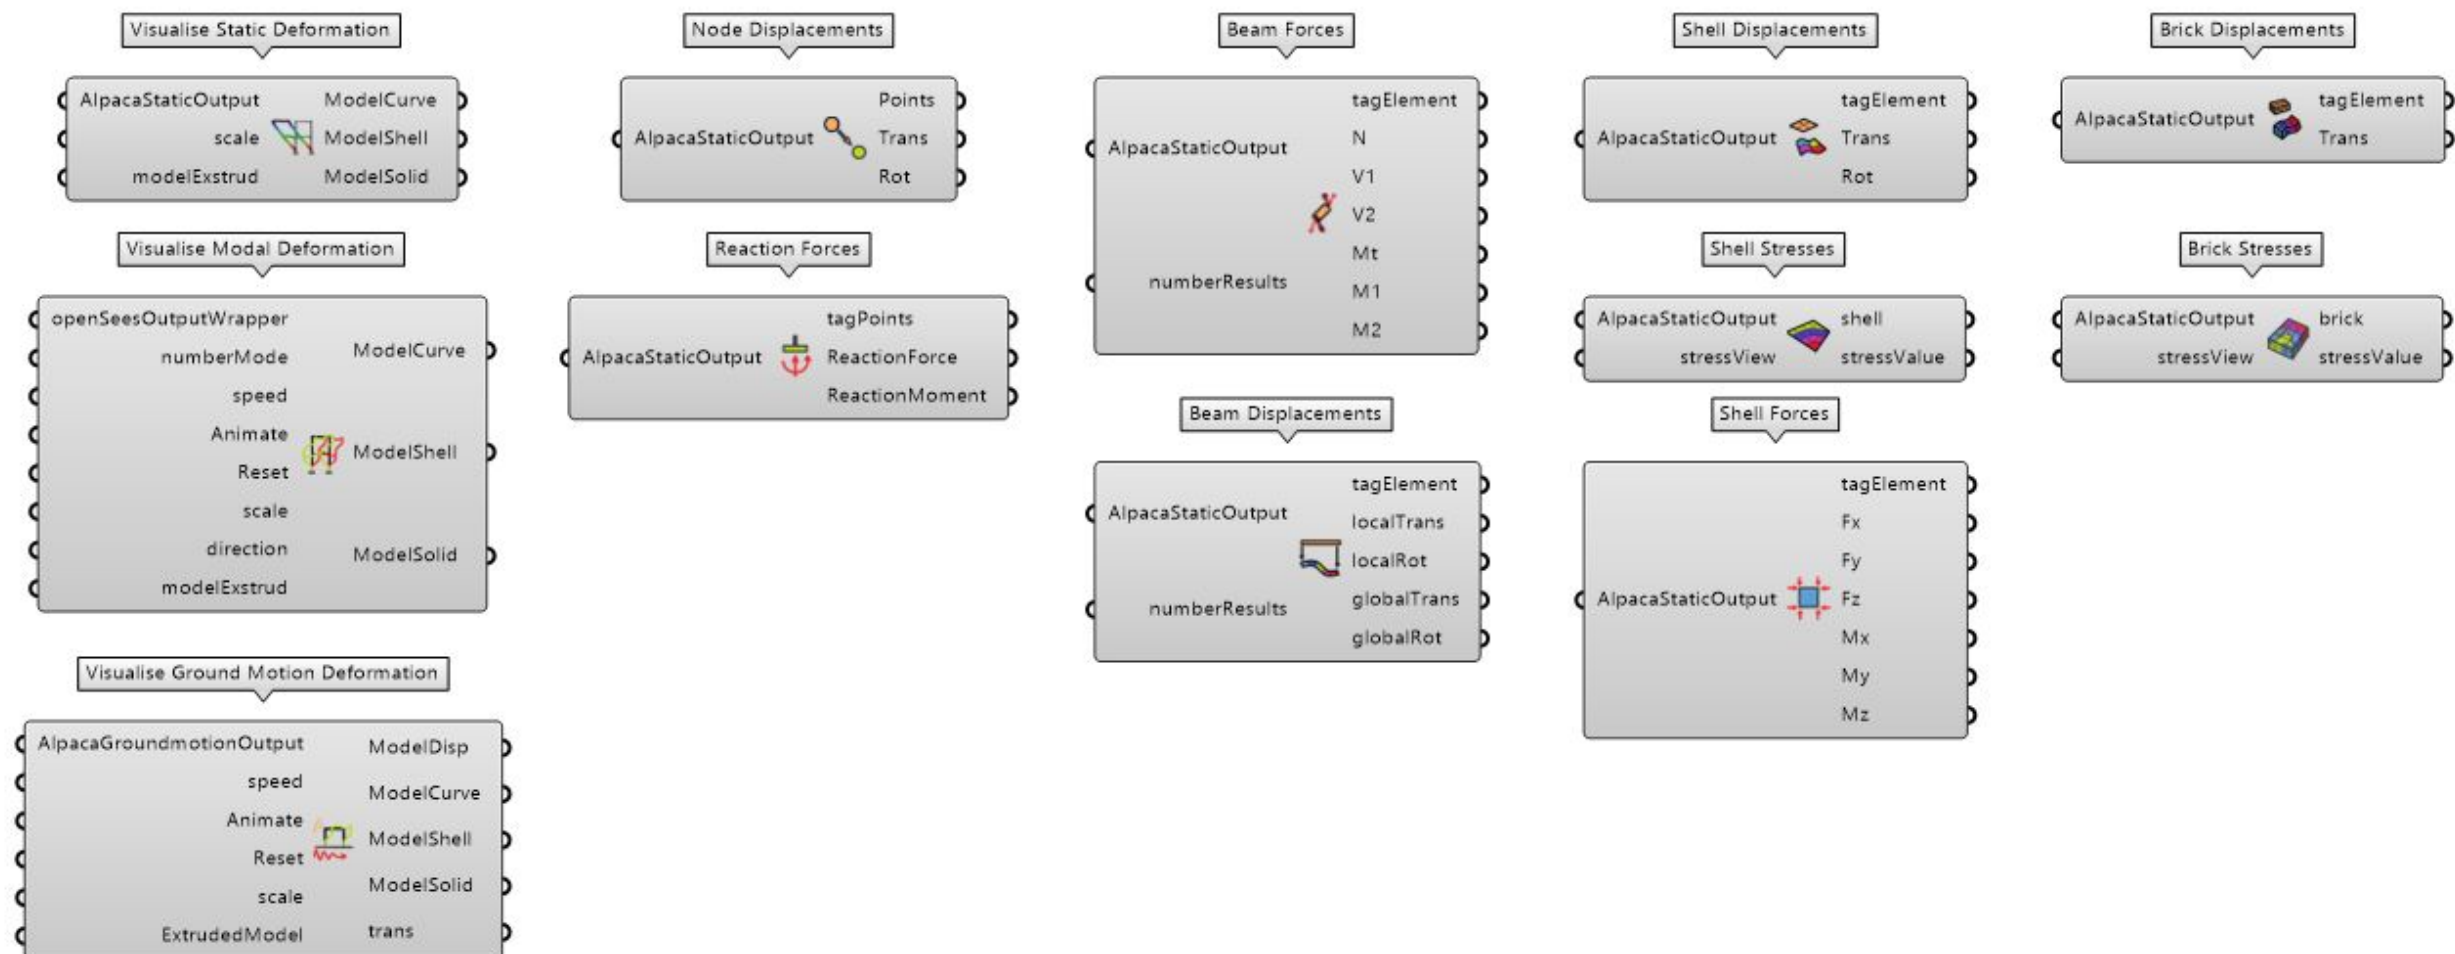 Visualise Static Deformation
AlpacaStaticOutput
scale
modelExstrud
ModelCurve
ModelShell
ModelSolid
Visualise Modal Deformation
openSeesOutputWrapper
numberMode
speed
Animate
Reset
scale
direction
modelExstrud
ModelCurve
ModelShell
ModelSolid
Visualise Ground Motion Deformation
AlpacaGroundmotionOutput
speed
Animate
Reset
scale
ExtrudedModel
ModelDisp
ModelCurve
ModelShell
ModelSolid
trans
Node Displacements
AlpacaStaticOutput
Points
Trans
Rot
Reaction Forces
AlpacaStaticOutput
tagPoints
ReactionForce
ReactionMoment
Beam Forces
AlpacaStaticOutput
numberResults
tagElement
N
V1
V2
Mt
M1
M2
Beam Displacements
AlpacaStaticOutput
numberResults
tagElement
localTrans
localRot
globalTrans
globalRot
Shell Displacements
AlpacaStaticOutput
tagElement
Trans
Rot
Shell Stresses
AlpacaStaticOutput
stressView
shell
stressValue
Shell Forces
AlpacaStaticOutput
tagElement
Fx
Fy
Fz
Mx
My
Mz
Brick Displacements
AlpacaStaticOutput
tagElement
Trans
Brick Stresses
AlpacaStaticOutput
stressView
brick
stressValue